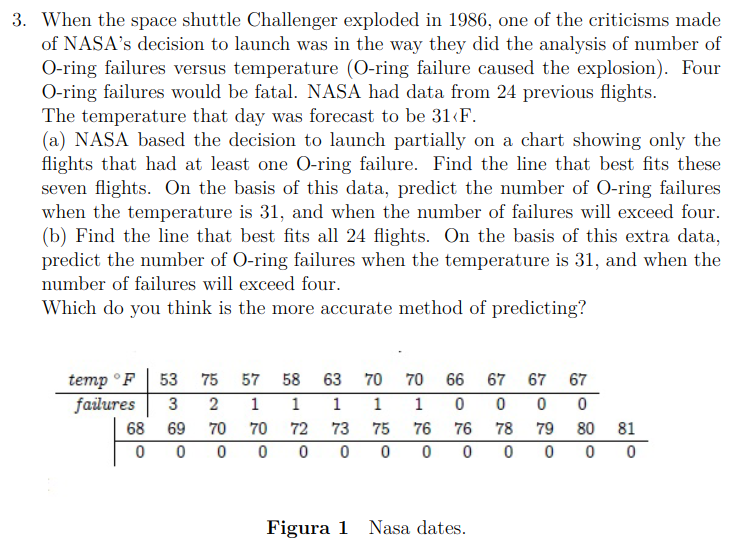 3. When the space shuttle Challenger exploded in 1986, one of the criticisms made
of NASA's decision to launch was in the way they did the analysis of number of
O-ring failures versus temperature (O-ring failure caused the explosion). Four
O-ring failures would be fatal. NASA had data from 24 previous flights.
The temperature that day was forecast to be 31‹F.
(a) NASA based the decision to launch partially on a chart showing only the
flights that had at least one O-ring failure. Find the line that best fits these
seven flights. On the basis of this data, predict the number of O-ring failures
when the temperature is 31, and when the number of failures will exceed four.
(b) Find the line that best fits all 24 flights. On the basis of this extra data,
predict the number of O-ring failures when the temperature is 31, and when the
number of failures will exceed four.
Which do you think is the more accurate method of predicting?
temp °F 53 75 57 58 63 70 70 66 67 67 67
failures 3 2 1 1 1 1 1 0 0 0 0
68 69 70 70 72 73 75 76 76 78 79 80 81
0 0 0 0 0 0 0 0 0 0 0 0 0
Figura 1 Nasa dates.